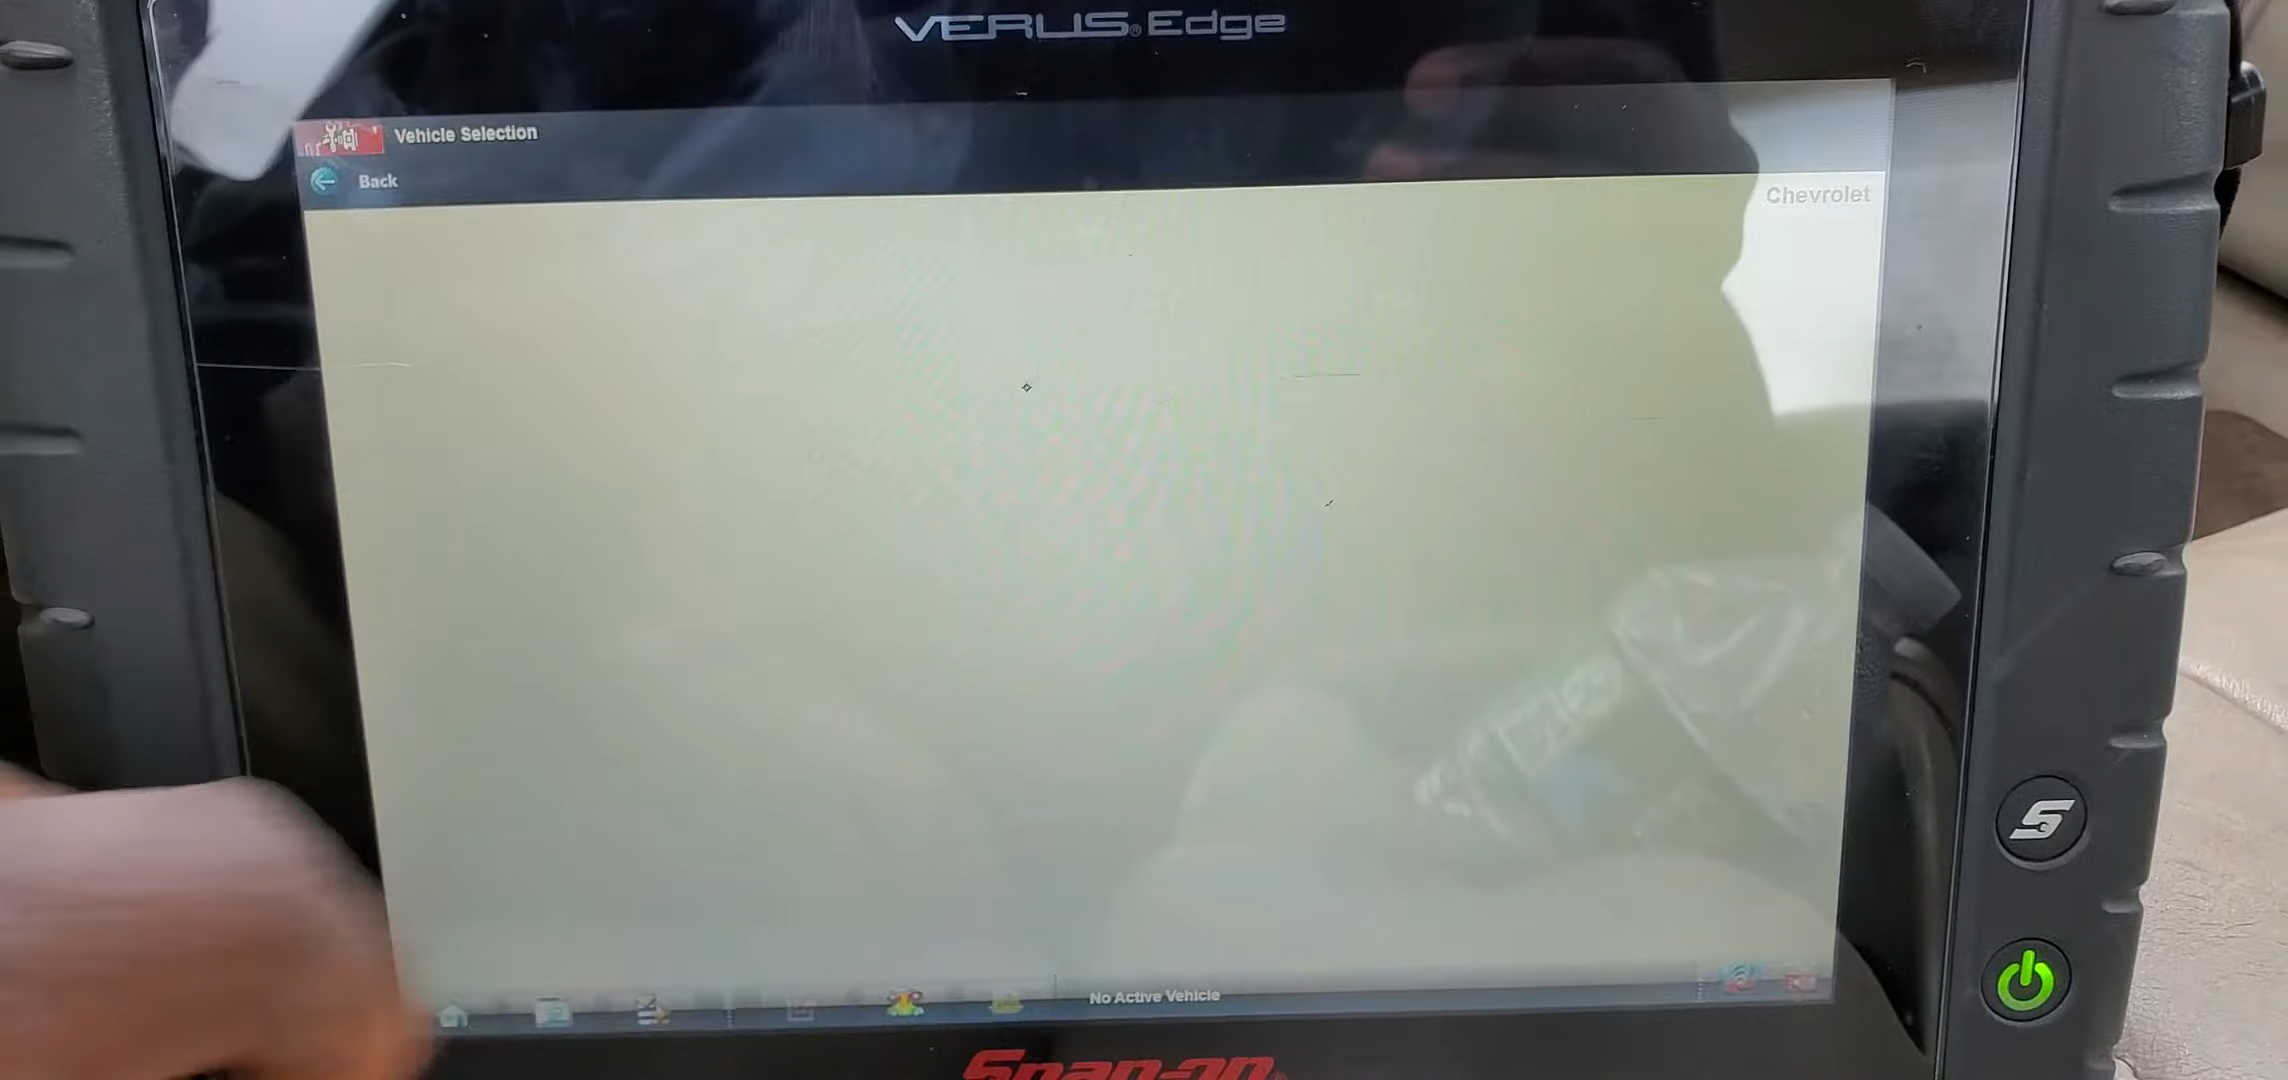 VERUS® Edge
Vehicle Selection
Back
Chevrolet
No Active Vehicle
Snap-on